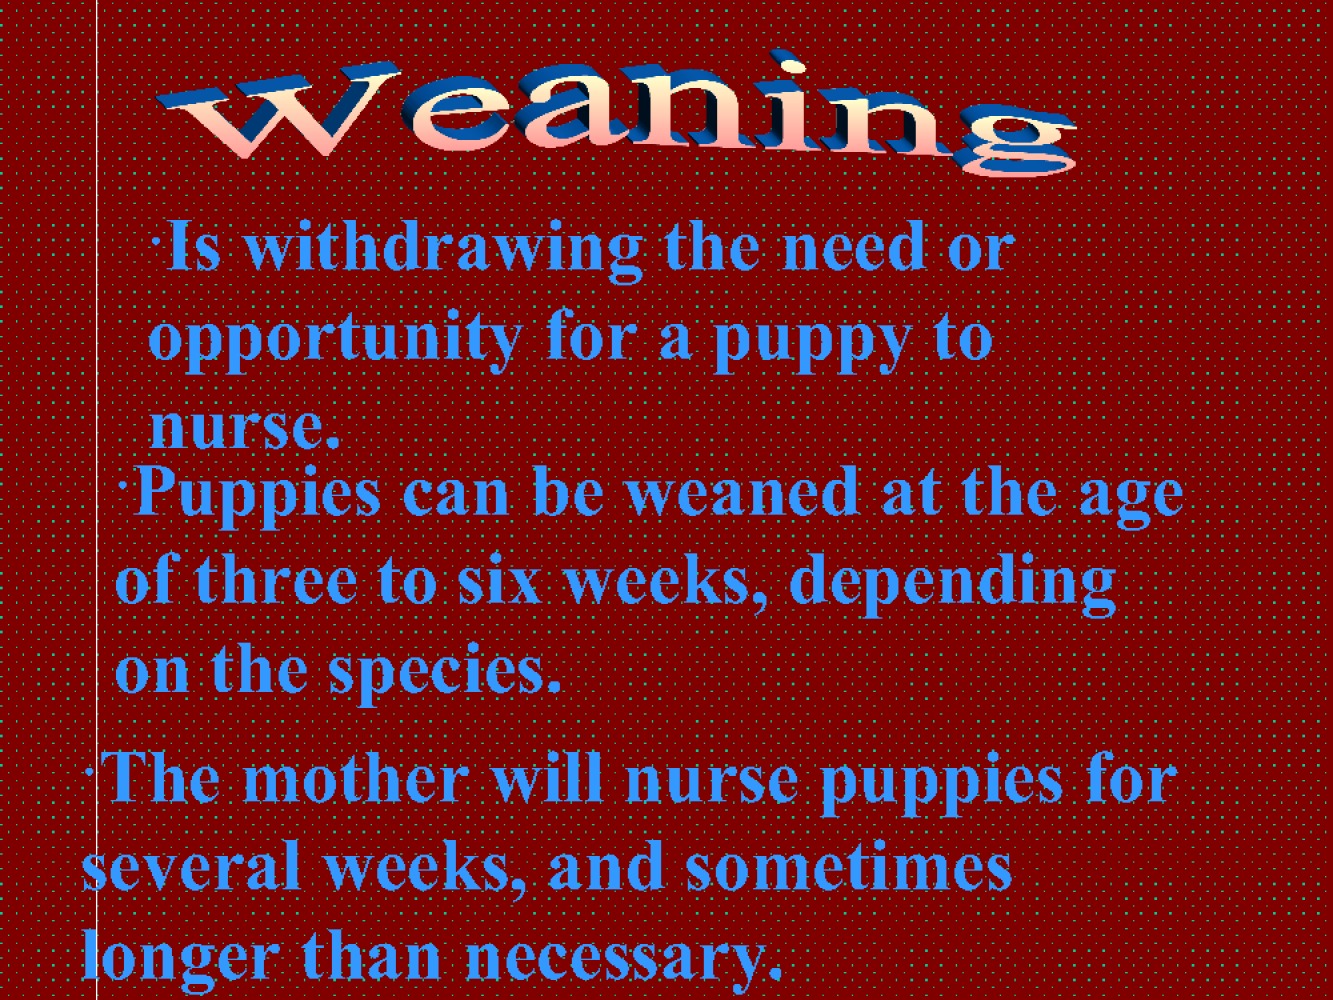 Weaning
·Is withdrawing the need or
opportunity for a puppy to
nurse.
·Puppies can be weaned at the age
of three to six weeks, depending
on the species.
·The mother will nurse puppies for
several weeks, and sometimes
longer than necessary.